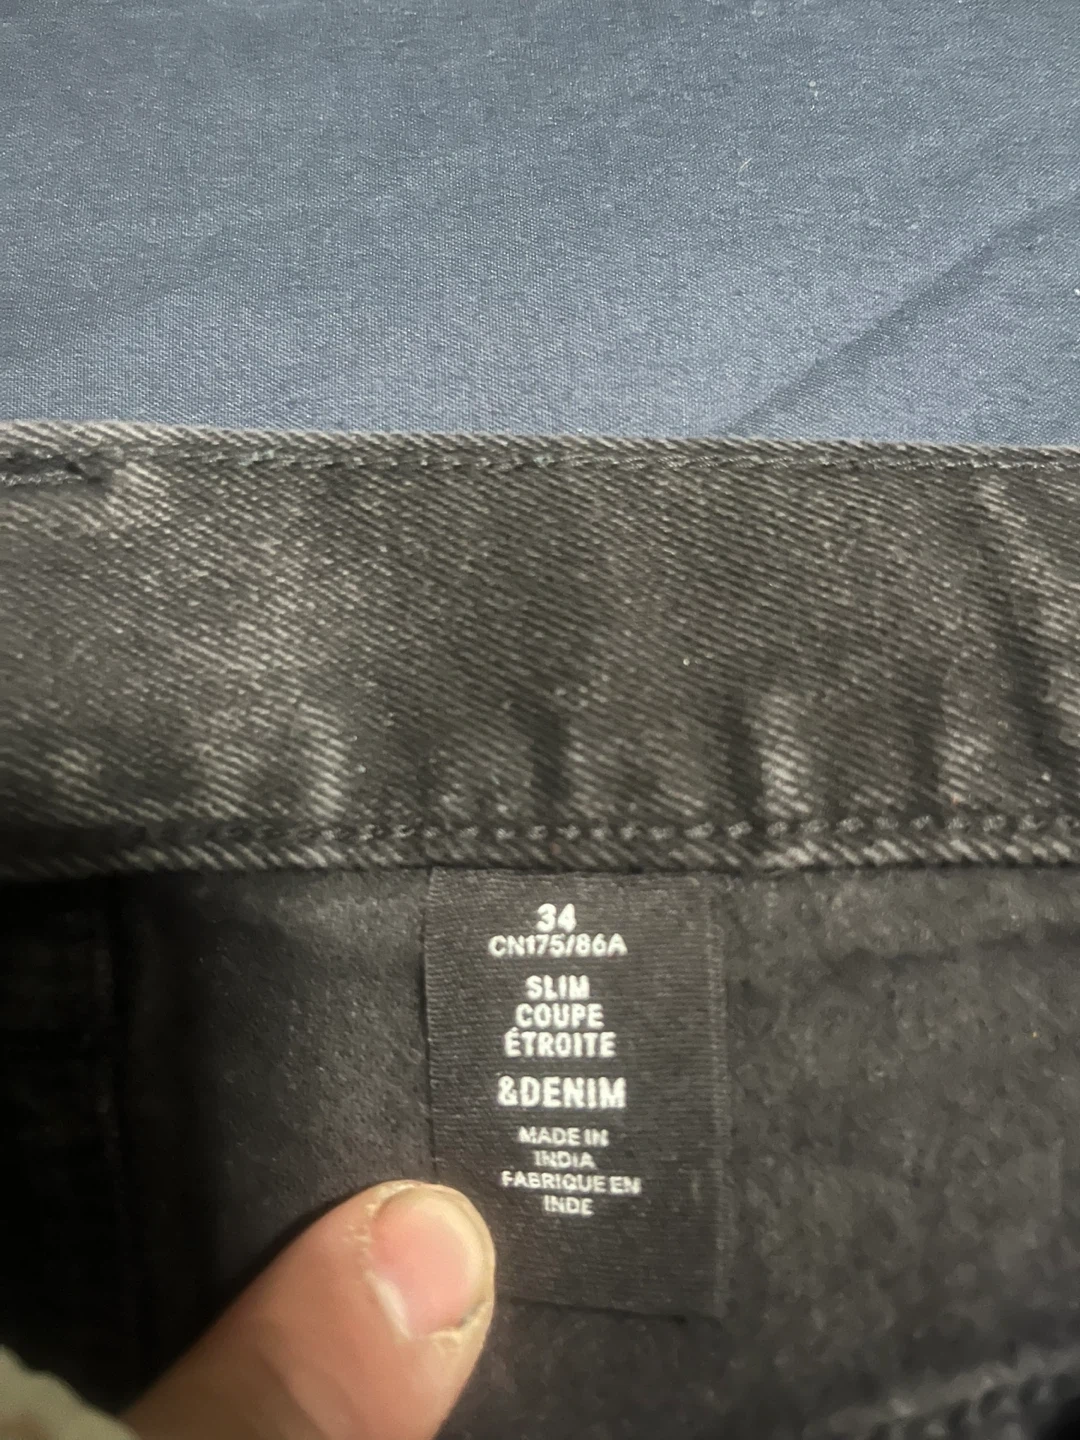 34
CN175/86A
SLIM
COUPE
ÉTROITE
&DENIM
MADE IN
INDIA
FABRIQUE EN
INDE